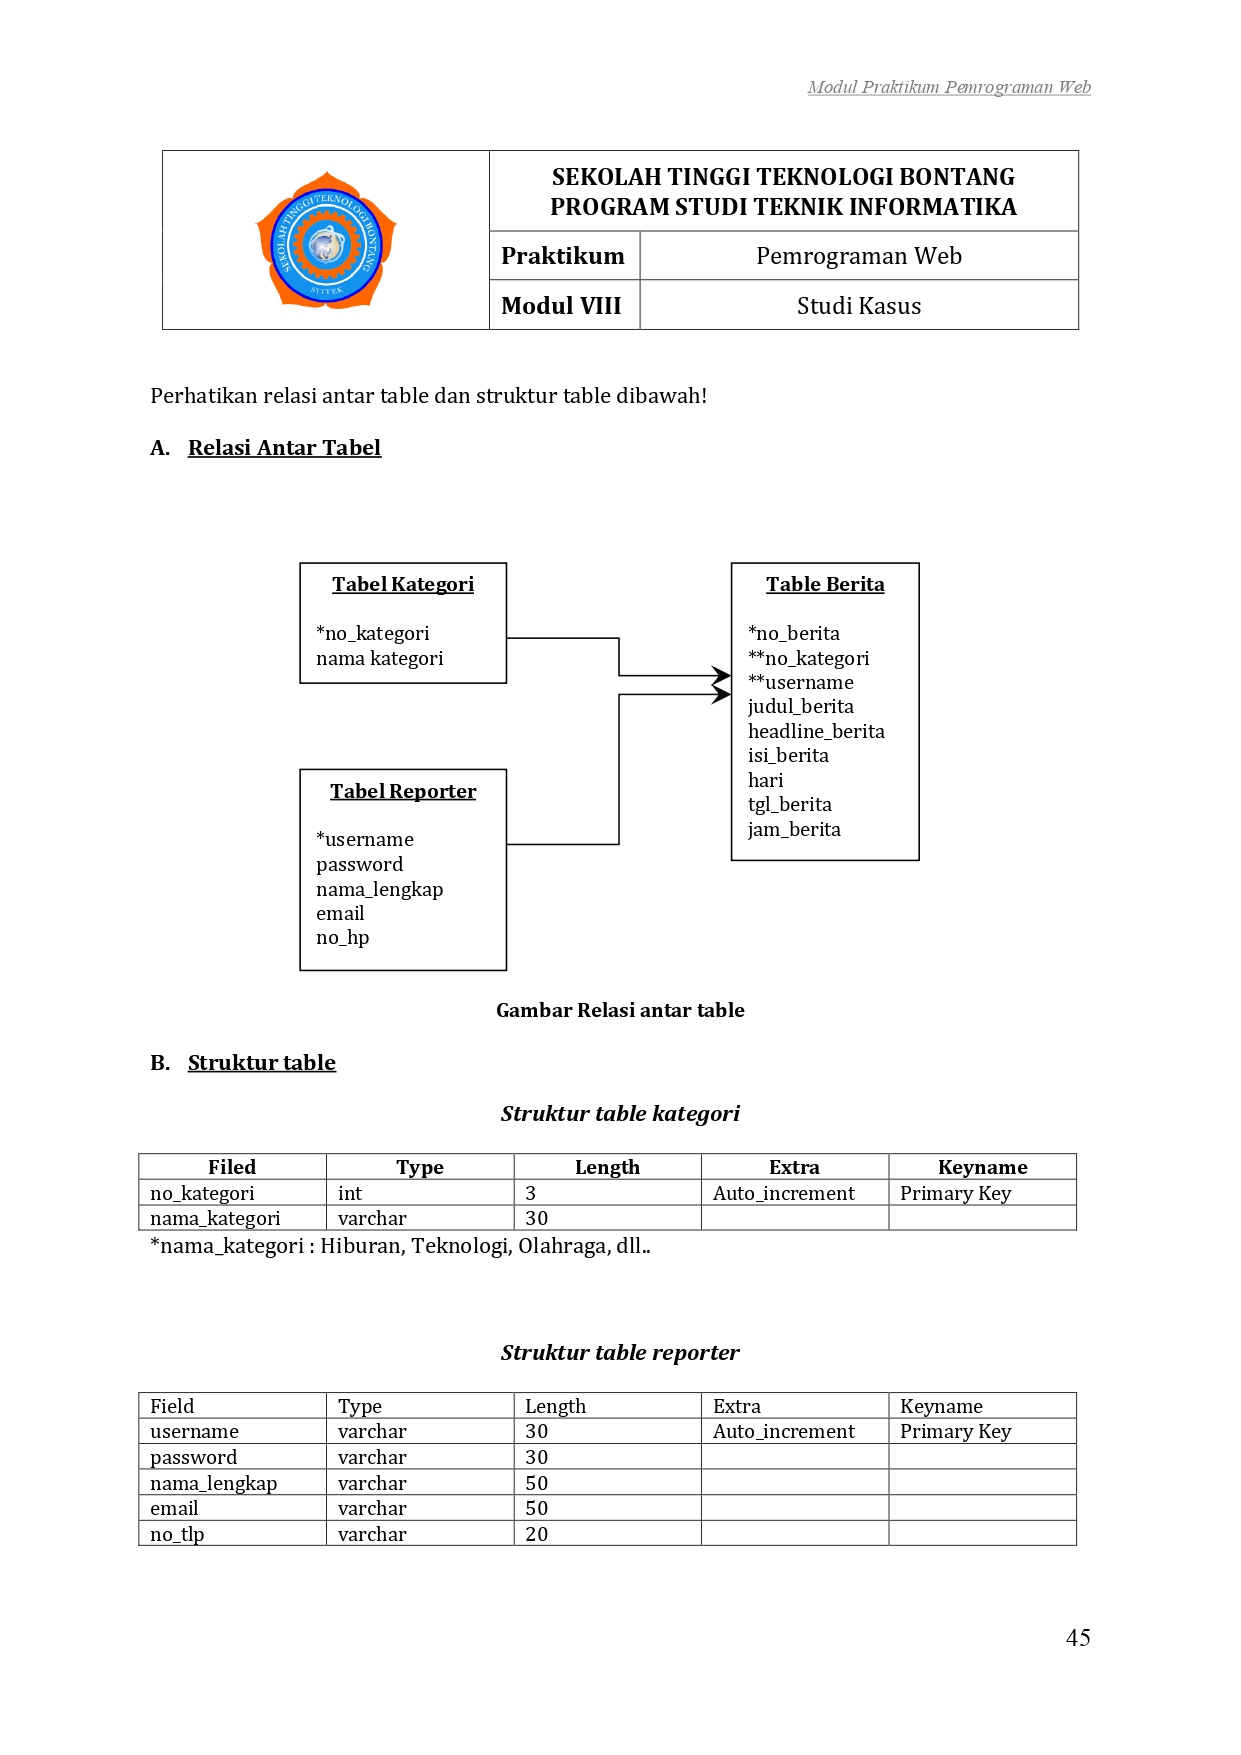 Modul Praktikum Pemrograman Web
SEKOLAH TINGGI TEKNOLOGI BONTANG
STITEK
SEKOLAH TINGGI TEKNOLOGI BONTANG
PROGRAM STUDI TEKNIK INFORMATIKA
Praktikum Pemrograman Web
Modul VIII Studi Kasus
Perhatikan relasi antar table dan struktur table dibawah!
A. Relasi Antar Tabel
Tabel Kategori
*no_kategori
nama kategori
Table Berita
*no_berita
**no_kategori
**username
judul_berita
headline_berita
isi_berita
hari
tgl_berita
jam_berita
Tabel Reporter
*username
password
nama_lengkap
email
no_hp
Gambar Relasi antar table
B. Struktur table
Struktur table kategori
Filed Type Length Extra Keyname
no_kategori int 3 Auto_increment Primary Key
nama_kategori varchar 30
*nama_kategori : Hiburan, Teknologi, Olahraga, dll..
Struktur table reporter
Field Type Length Extra Keyname
username varchar 30 Auto_increment Primary Key
password varchar 30
nama_lengkap varchar 50
email varchar 50
no_tlp varchar 20
45